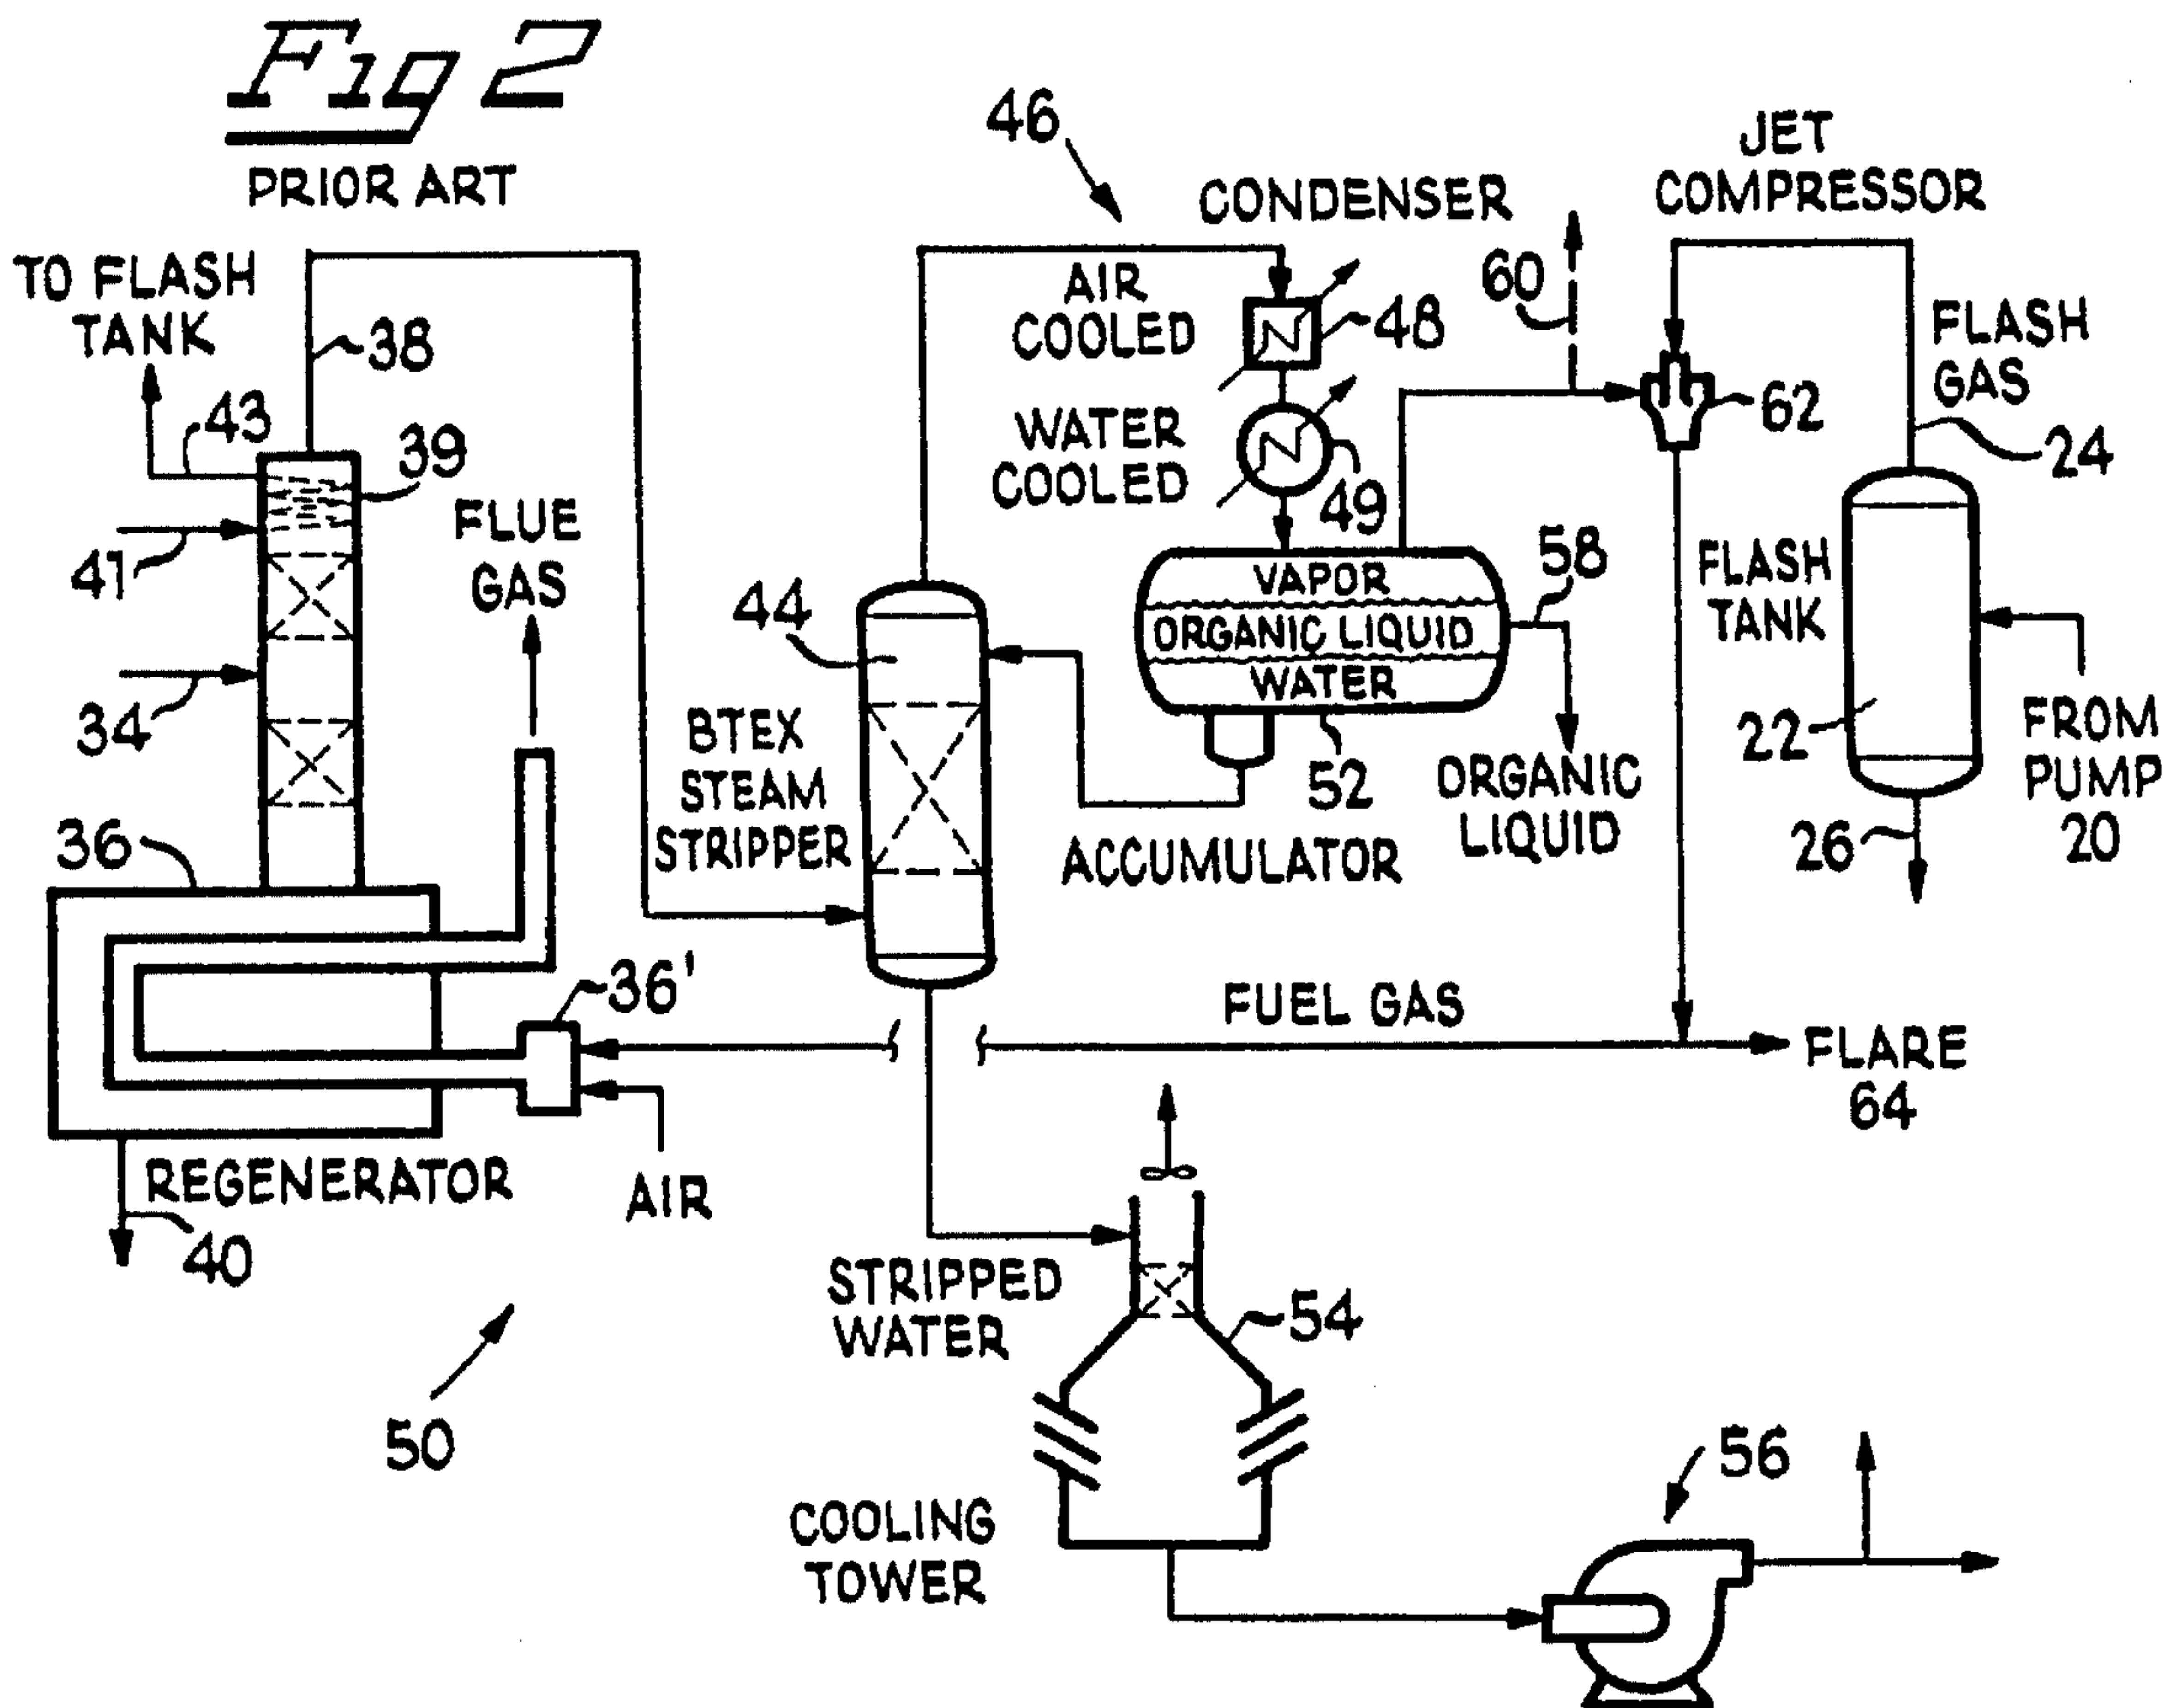 Fig 2
PRIOR ART
46
JET
COMPRESSOR
CONDENSER
TO FLASH
TANK
38
AIR
COOLED
48
60
FLASH
GAS
62
43
39
WATER
COOLED
49
24
41
FLUE
GAS
58
FLASH
TANK
VAPOR
ORGANIC LIQUID
WATER
44
34
BTEX
STEAM
STRIPPER
52
ORGANIC
LIQUID
22
FROM
PUMP
20
36
ACCUMULATOR
26
36'
FUEL GAS
FLARE
64
REGENERATOR
AIR
40
STRIPPED
WATER
54
50
COOLING
TOWER
56